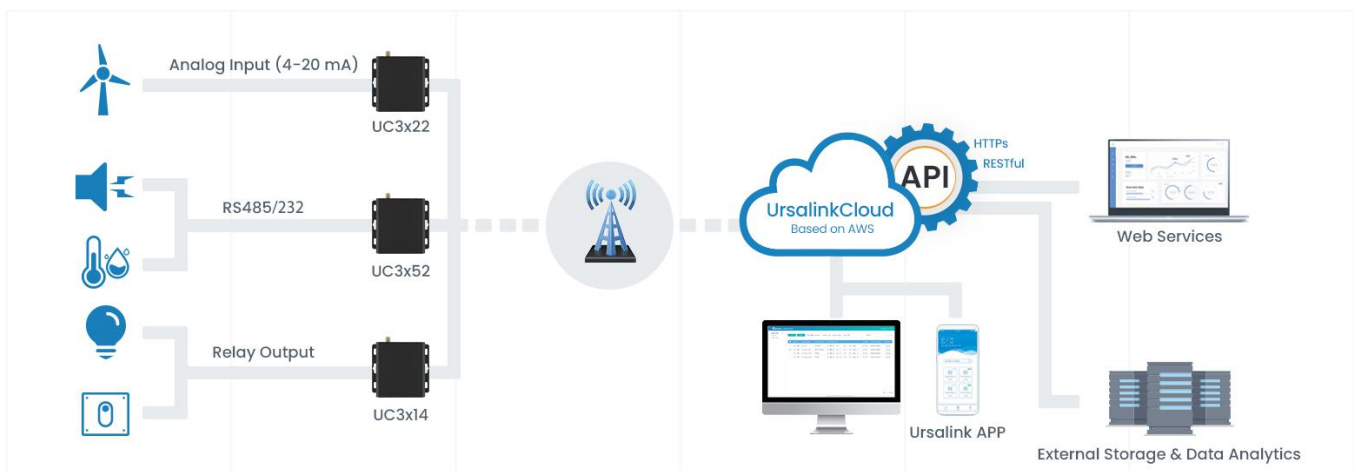 Analog Input (4-20 mA)
UC3x22
RS485/232
UC3x52
Relay Output
UC3x14
UrsalinkCloud
Based on AWS
API
HTTPs
RESTful
Web Services
Ursalink APP
External Storage & Data Analytics